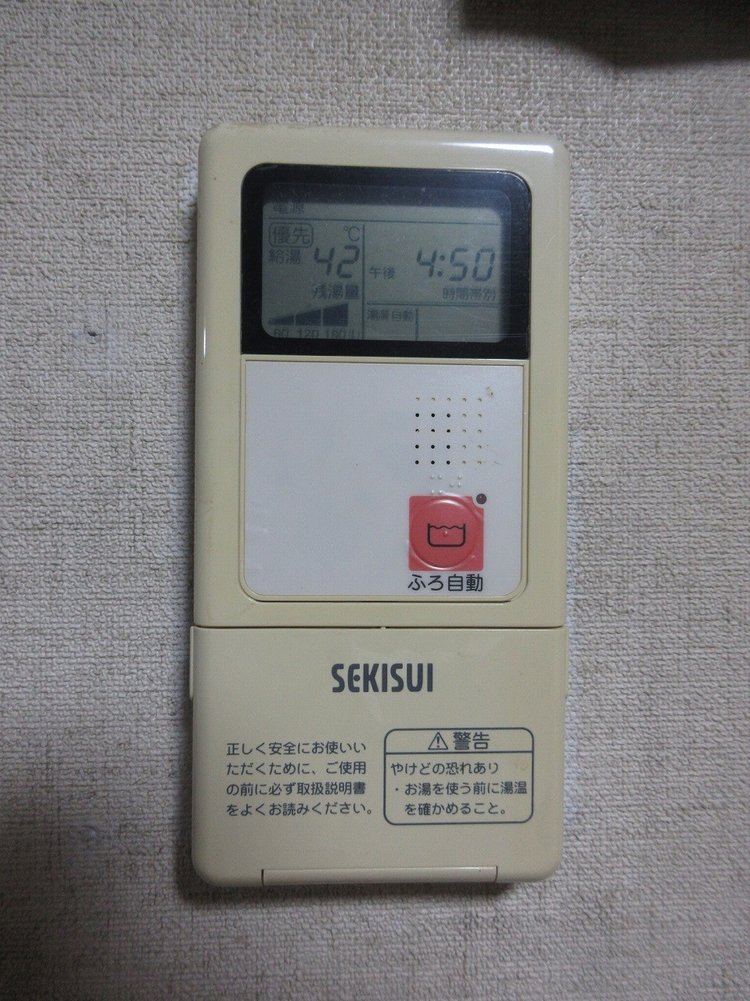 電源
優先 ℃
給湯 42 午後 4:50
残湯量 時間帯別
湯張自動
60 120 180
ふろ自動
SEKISUI
正しく安全にお使いい
ただくために、ご使用
の前に必ず取扱説明書
をよくお読みください。
警告
やけどの恐れあり
・お湯を使う前に湯温
を確かめること。